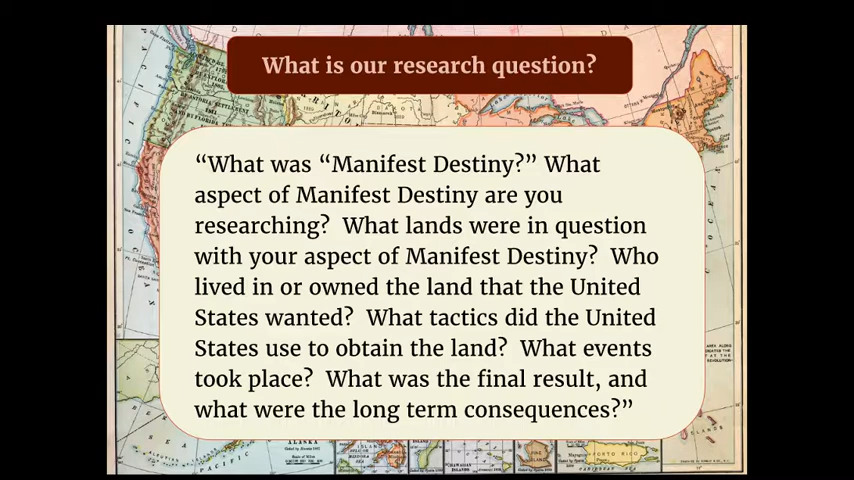 What is our research question?
“What was “Manifest Destiny?” What
aspect of Manifest Destiny are you
researching? What lands were in question
with your aspect of Manifest Destiny? Who
lived in or owned the land that the United
States wanted? What tactics did the United
States use to obtain the land? What events
took place? What was the final result, and
what were the long term consequences?”
ALASKA
PORTO RICO